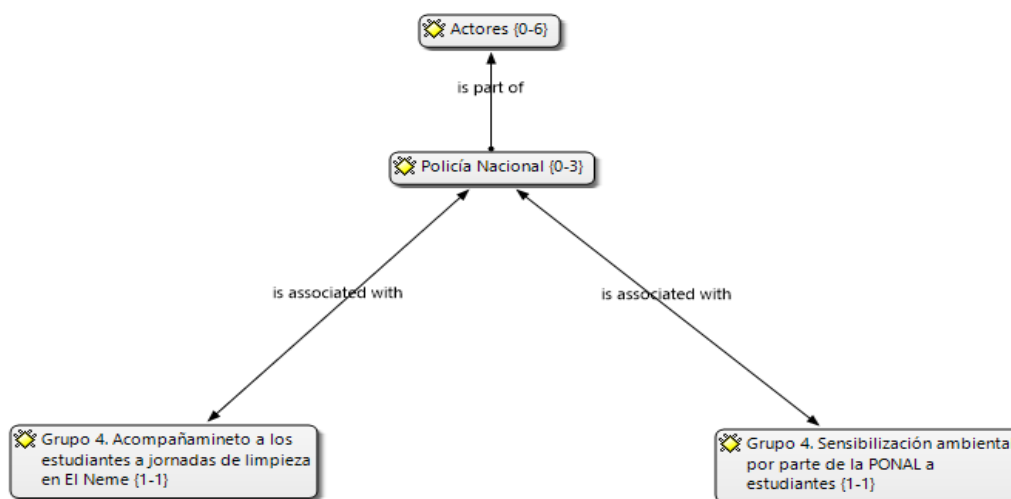 Actores {0-6}
is part of
Policía Nacional {0-3}
is associated with
is associated with
Grupo 4. Acompañamineto a los
estudiantes a jornadas de limpieza
en El Neme {1-1}
Grupo 4. Sensibilización ambienta
por parte de la PONAL a
estudiantes {1-1}